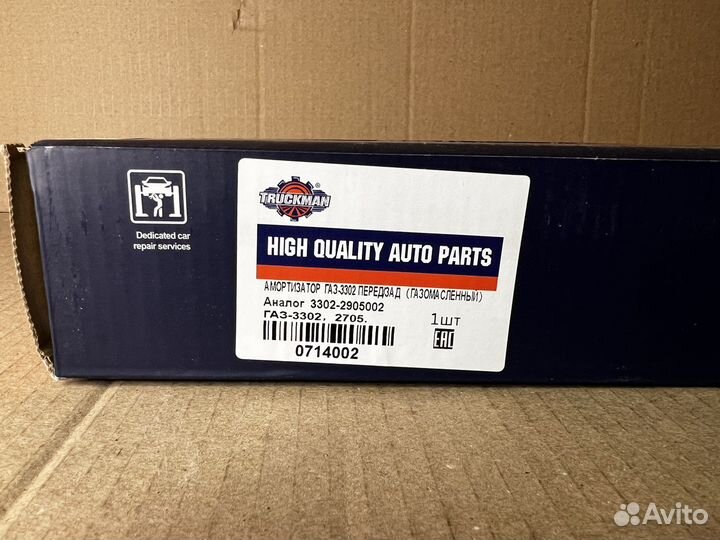 Dedicated car
repair services
TRUCKMAN®
HIGH QUALITY AUTO PARTS
АМОРТИЗАТОР ГАЗ-3302 ПЕРЕДЗАД (ГАЗОМАСЛЕННЫЙ)
Аналог 3302-2905002
ГАЗ-3302, 2705.
1шт
0714002
EAC
Avito